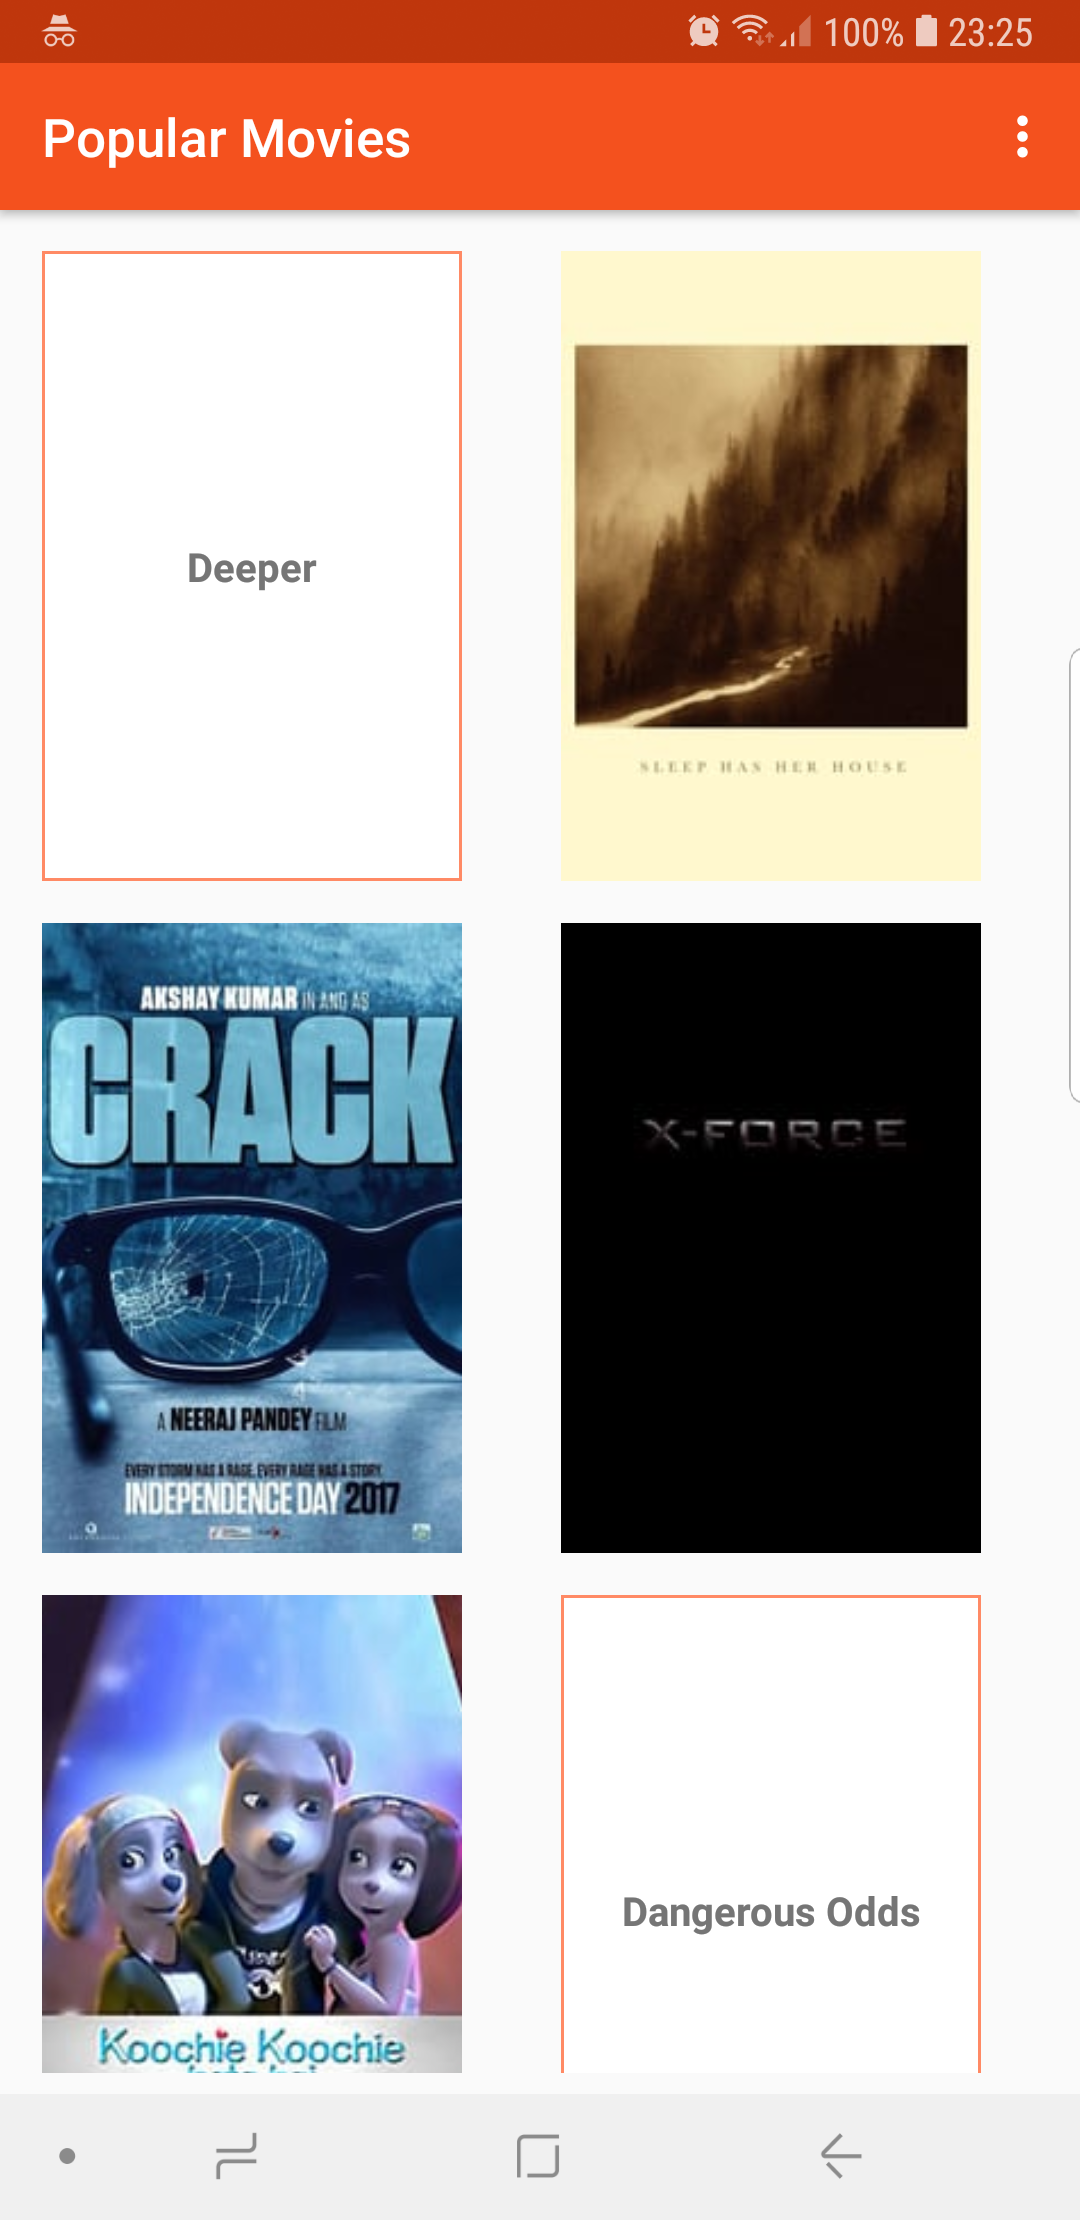 100% 23:25
Popular Movies
Deeper
SLEEP HAS HER HOUSE
AKSHAY KUMAR IN AND AS
CRACK
A NEERAJ PANDEY FILM
EVERY STORM HAS A RAGE. EVERY RAGE HAS A STORY.
INDEPENDENCE DAY 2017
X-FORCE
Koochie Koochie
Dangerous Odds